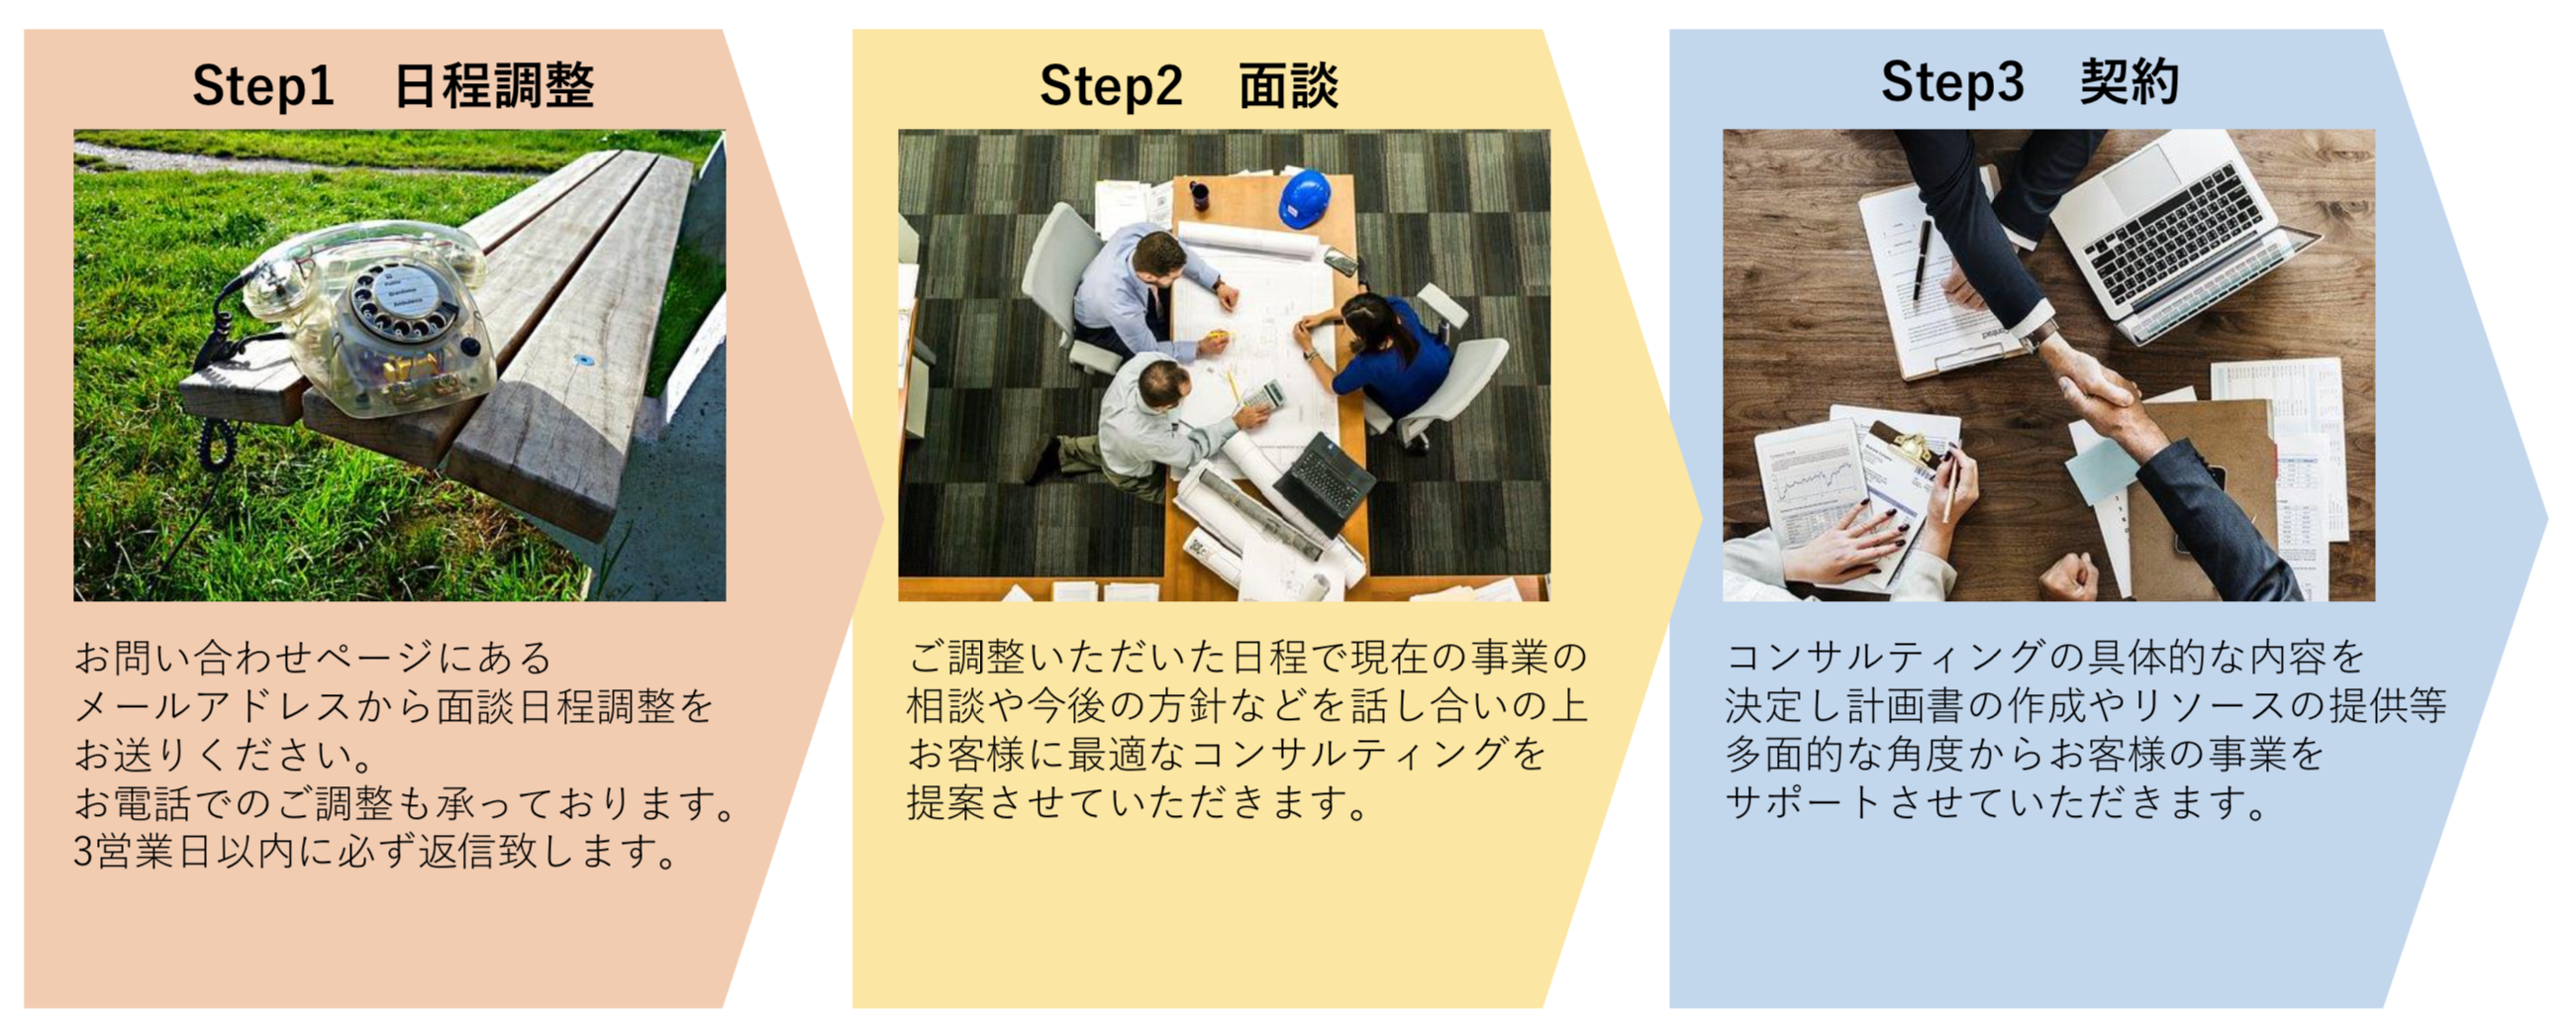 Step1　日程調整
お問い合わせページにある
メールアドレスから面談日程調整を
お送りください。
お電話でのご調整も承っております。
3営業日以内に必ず返信致します。
Step2　面談
ご調整いただいた日程で現在の事業の
相談や今後の方針などを話し合いの上
お客様に最適なコンサルティングを
提案させていただきます。
Step3　契約
コンサルティングの具体的な内容を
決定し計画書の作成やリソースの提供等
多面的な角度からお客様の事業を
サポートさせていただきます。